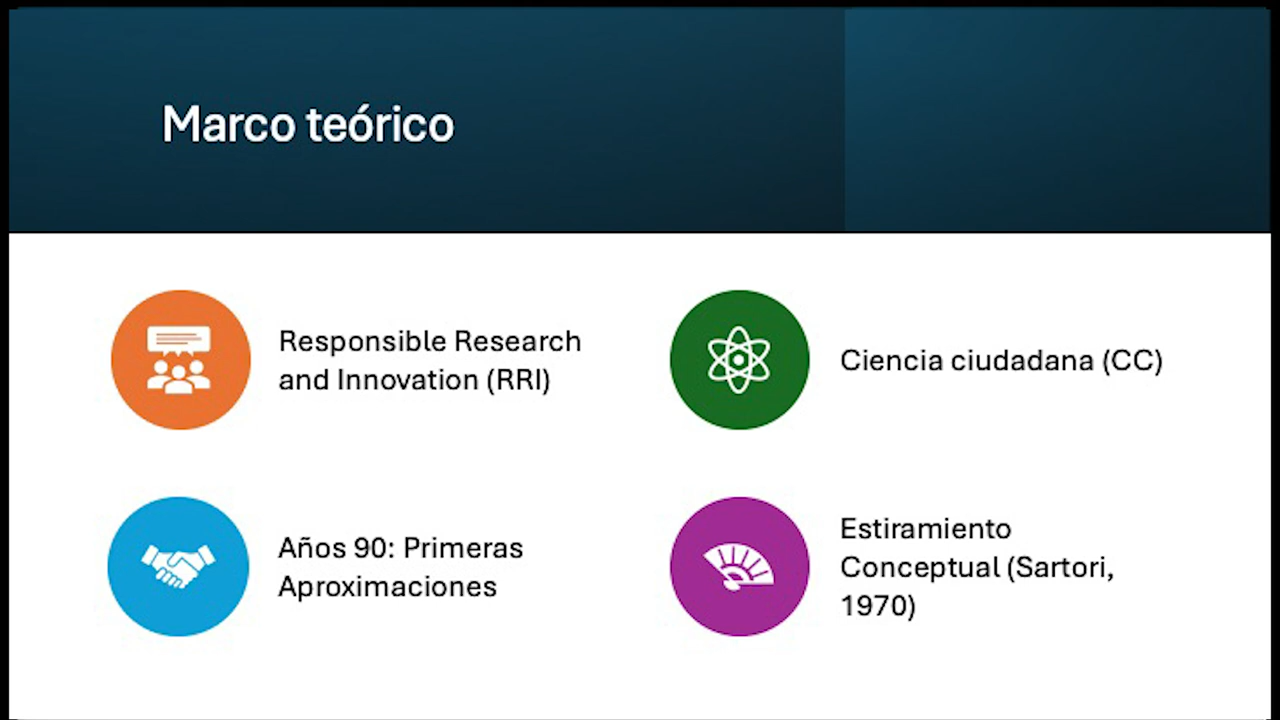 Marco teórico
Responsible Research
and Innovation (RRI)
Ciencia ciudadana (CC)
Años 90: Primeras
Aproximaciones
Estiramiento
Conceptual (Sartori,
1970)